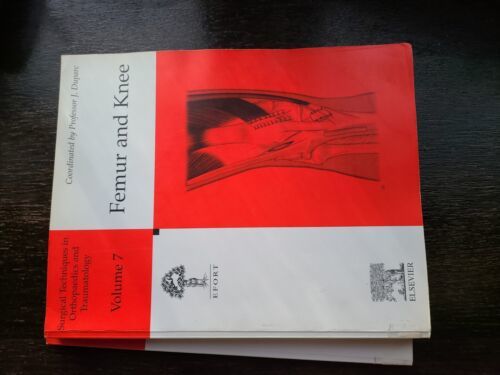 Surgical Techniques in
Orthopaedics and
Traumatology
Coordinated by Professor J. Duparc
Volume 7
Femur and Knee
EFORT
ELSEVIER